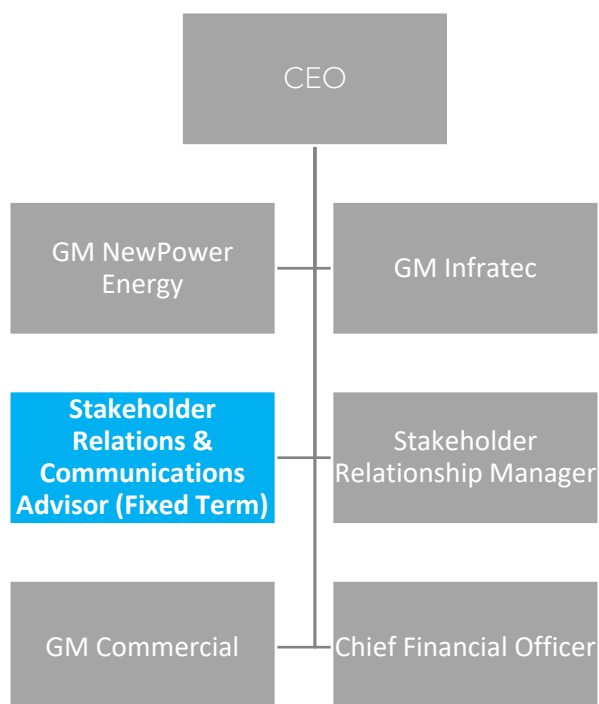 CEO
GM NewPower
Energy
GM Infratec
Stakeholder
Relations &
Communications
Advisor (Fixed Term)
Stakeholder
Relationship Manager
GM Commercial
Chief Financial Officer